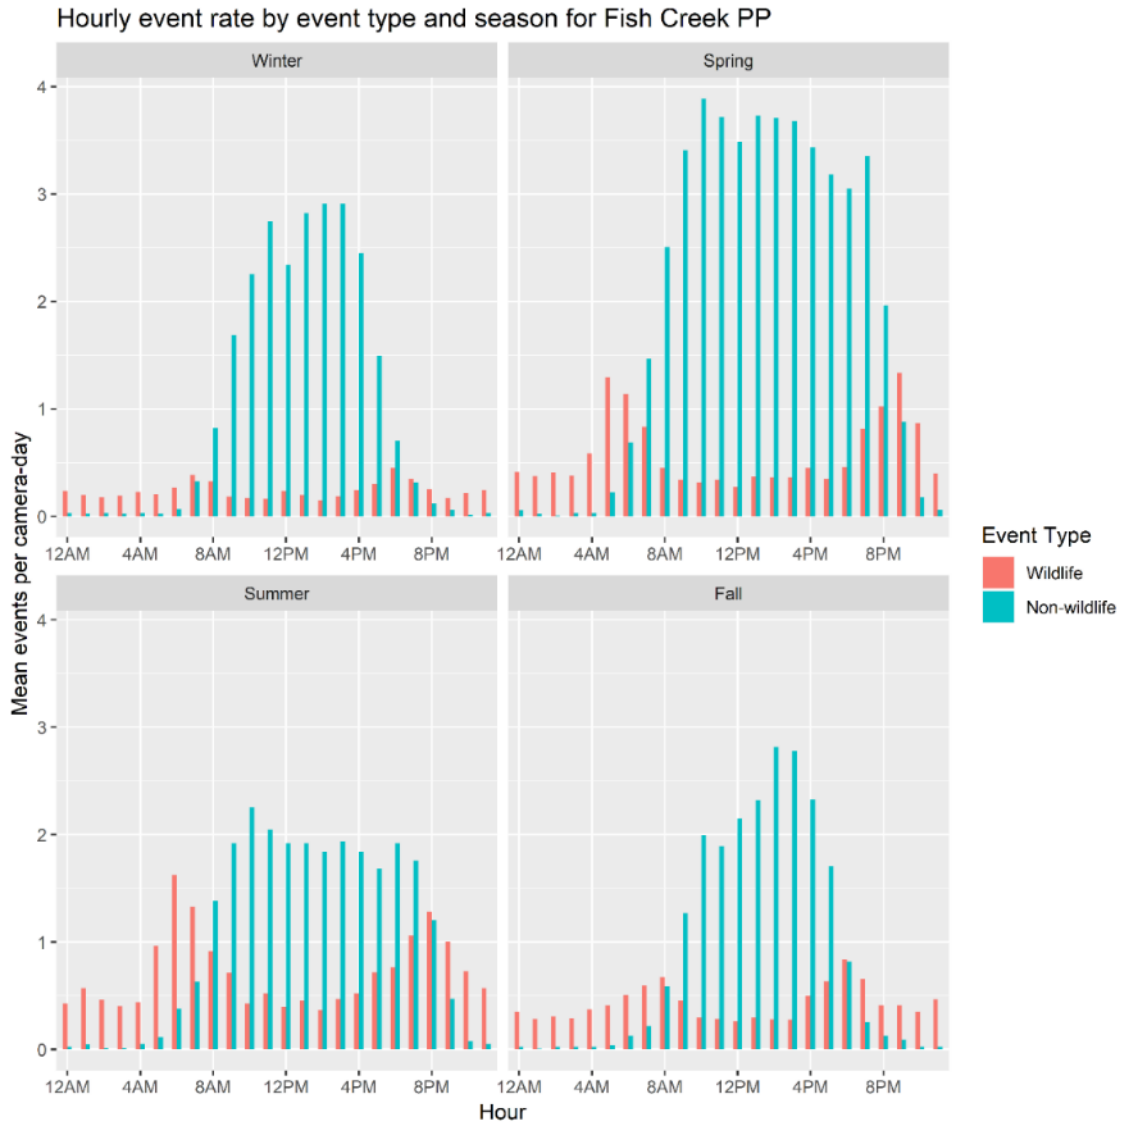 Hourly event rate by event type and season for Fish Creek PP
Winter
Spring
4
3
2
1
0
12AM 4AM 8AM 12PM 4PM 8PM
12AM 4AM 8AM 12PM 4PM 8PM
Mean events per camera-day
Summer
Fall
4
3
2
1
0
12AM 4AM 8AM 12PM 4PM 8PM
12AM 4AM 8AM 12PM 4PM 8PM
Hour
Event Type
Wildlife
Non-wildlife